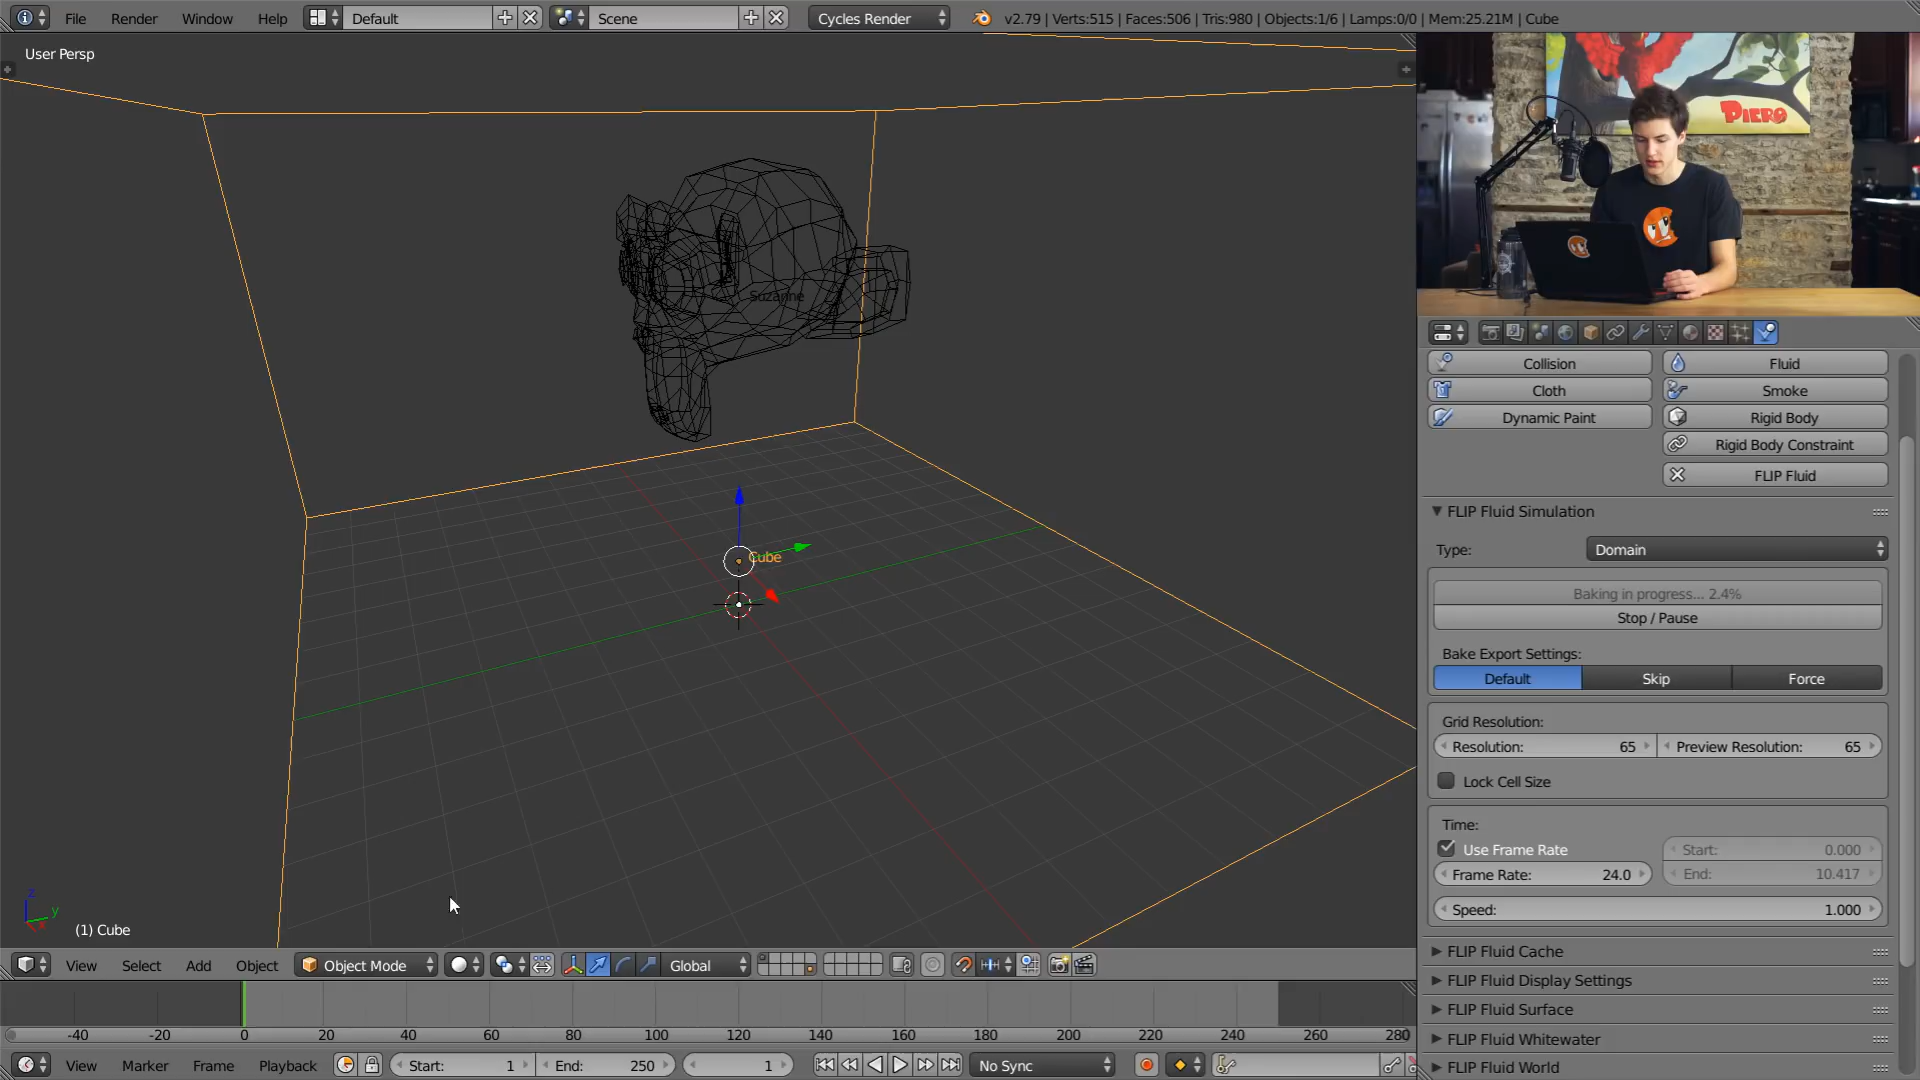 File Render Window Help Default Scene Cycles Render v2.79 | Verts:515 | Faces:506 | Tris:980 | Objects:1/6 | Lamps:0/0 | Mem:25.21M | Cube
User Persp
PIERO
Suzanne
Cube
(1) Cube
Collision Fluid
Cloth Smoke
Dynamic Paint Rigid Body
Rigid Body Constraint
FLIP Fluid
FLIP Fluid Simulation
Type: Domain
Baking in progress... 2.4%
Stop / Pause
Bake Export Settings:
Default Skip Force
Grid Resolution:
Resolution: 65 Preview Resolution: 65
Lock Cell Size
Time:
Use Frame Rate Start: 0.000
Frame Rate: 24.0 End: 10.417
Speed: 1.000
FLIP Fluid Cache
FLIP Fluid Display Settings
FLIP Fluid Surface
FLIP Fluid Whitewater
FLIP Fluid World
z
y
x
View Select Add Object Object Mode Global
-40 -20 0 20 40 60 80 100 120 140 160 180 200 220 240 260 280
View Marker Frame Playback Start: 1 End: 250 1 No Sync